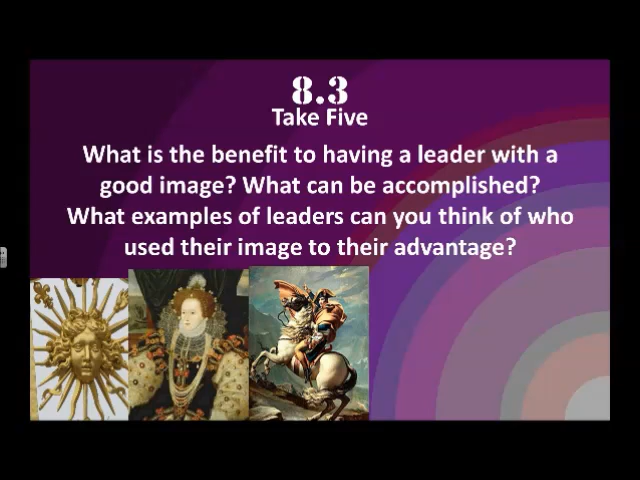 8.3
Take Five
What is the benefit to having a leader with a
good image? What can be accomplished?
What examples of leaders can you think of who
used their image to their advantage?